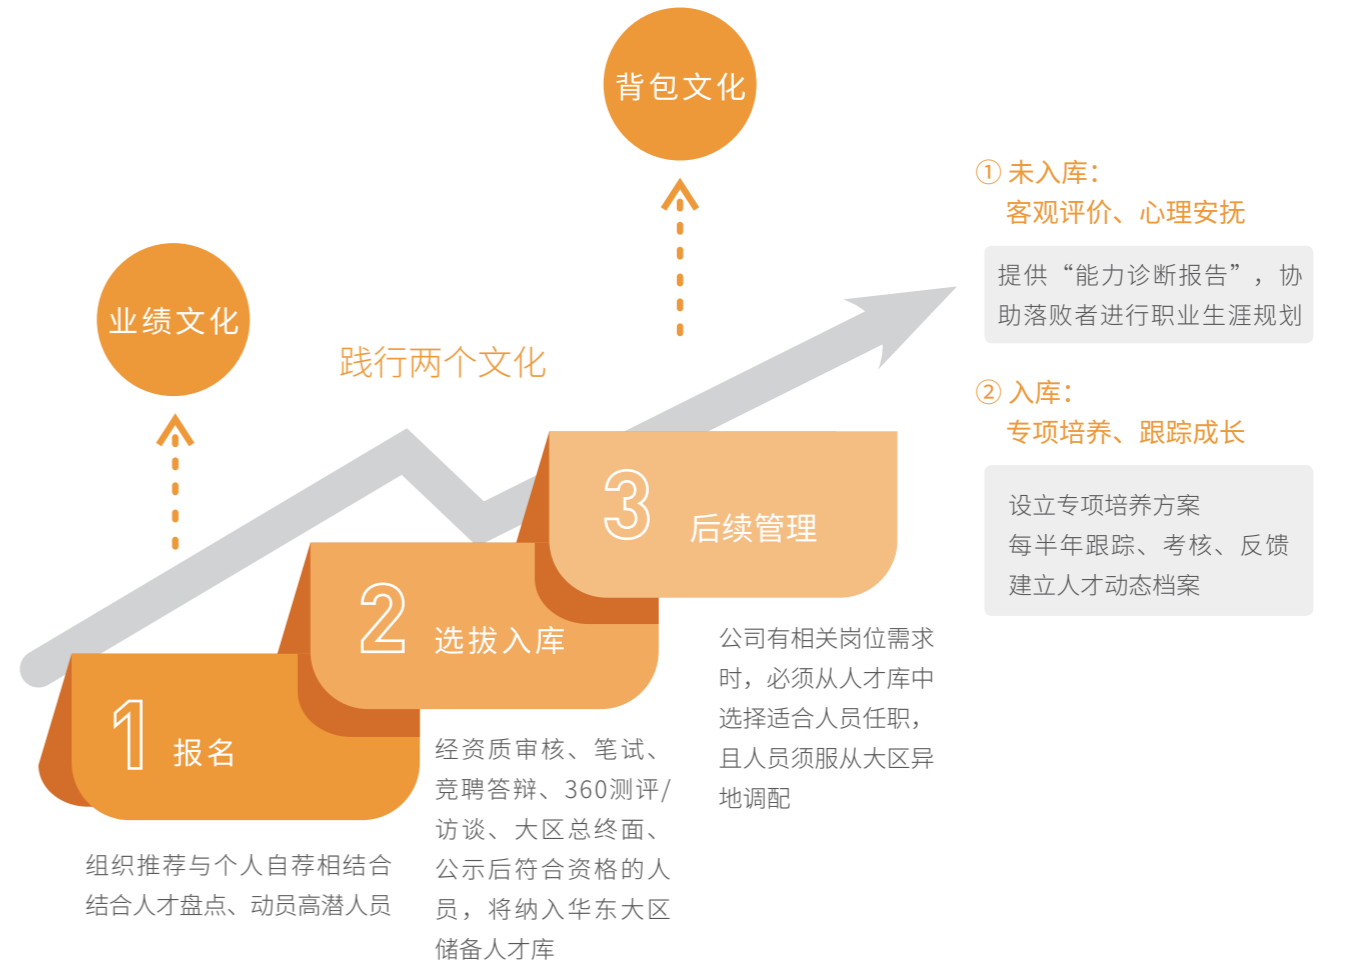 背包文化
业绩文化
践行两个文化
1 报名
组织推荐与个人自荐相结合
结合人才盘点、动员高潜人员
2 选拔入库
经资质审核、笔试、
竞聘答辩、360测评/
访谈、大区总终面、
公示后符合资格的人
员，将纳入华东大区
储备人才库
3 后续管理
公司有相关岗位需求
时，必须从人才库中
选择适合人员任职，
且人员须服从大区异
地调配
① 未入库：
客观评价、心理安抚
提供“能力诊断报告”，协
助落败者进行职业生涯规划
② 入库：
专项培养、跟踪成长
设立专项培养方案
每半年跟踪、考核、反馈
建立人才动态档案